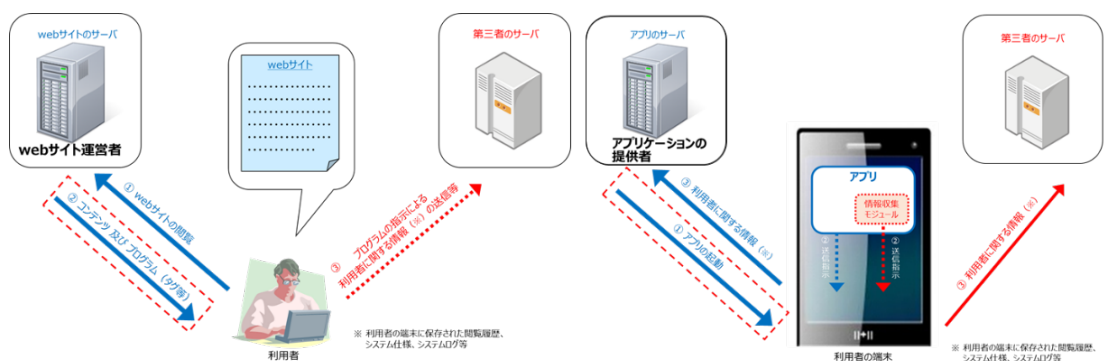 webサイトのサーバ
webサイト運営者
webサイト
第三者のサーバ
① webサイトの閲覧
② コンテンツ 及び プログラム（タグ等）
③ プログラムの指示による
利用者に関する情報（※）の送信等
利用者
※ 利用者の端末に保存された閲覧履歴、
システム仕様、システムログ等
アプリのサーバ
アプリケーションの
提供者
第三者のサーバ
③ 利用者に関する情報（※）
① アプリの起動
アプリ
情報収集
モジュール
② 送信指示
② 送信指示
③ 利用者に関する情報（※）
利用者の端末
※ 利用者の端末に保存された閲覧履歴、
システム仕様、システムログ等